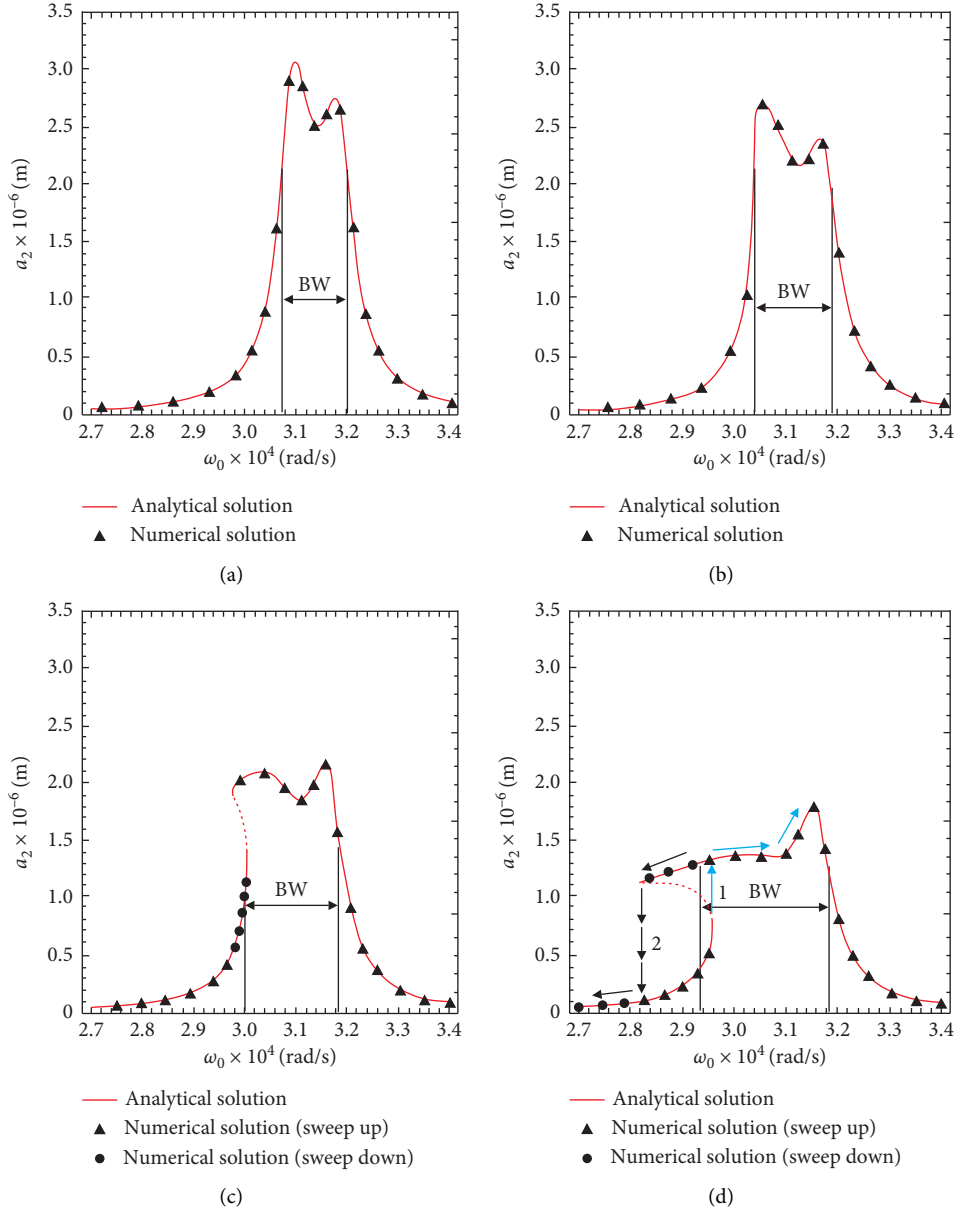 3.5
3.0
2.5
2.0
1.5
1.0
0.5
0
a₂ × 10⁻⁶ (m)
BW
2.7 2.8 2.9 3.0 3.1 3.2 3.3 3.4
ω₀ × 10⁴ (rad/s)
Analytical solution
Numerical solution
(a)
3.5
3.0
2.5
2.0
1.5
1.0
0.5
0
a₂ × 10⁻⁶ (m)
BW
2.7 2.8 2.9 3.0 3.1 3.2 3.3 3.4
ω₀ × 10⁴ (rad/s)
Analytical solution
Numerical solution
(b)
3.5
3.0
2.5
2.0
1.5
1.0
0.5
0
a₂ × 10⁻⁶ (m)
BW
2.7 2.8 2.9 3.0 3.1 3.2 3.3 3.4
ω₀ × 10⁴ (rad/s)
Analytical solution
Numerical solution (sweep up)
Numerical solution (sweep down)
(c)
3.5
3.0
2.5
2.0
1.5
1.0
0.5
0
a₂ × 10⁻⁶ (m)
1 BW
2
2.7 2.8 2.9 3.0 3.1 3.2 3.3 3.4
ω₀ × 10⁴ (rad/s)
Analytical solution
Numerical solution (sweep up)
Numerical solution (sweep down)
(d)